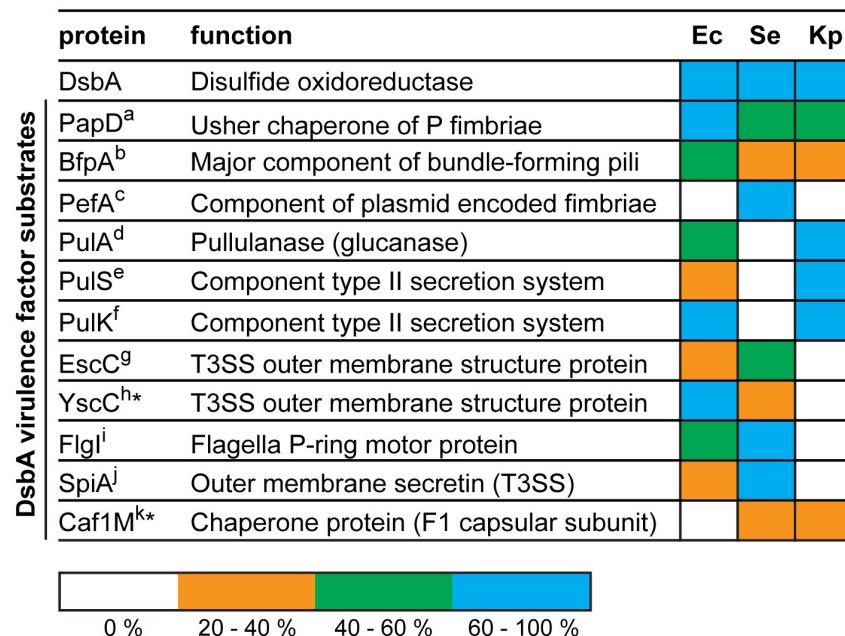 protein function Ec Se Kp
DsbA Disulfide oxidoreductase
DsbA virulence factor substrates
PapDᵃ Usher chaperone of P fimbriae
BfpAᵇ Major component of bundle-forming pili
PefAᶜ Component of plasmid encoded fimbriae
PulAᵈ Pullulanase (glucanase)
PulSᵉ Component type II secretion system
PulKᶠ Component type II secretion system
EscCᵍ T3SS outer membrane structure protein
YscCʰ* T3SS outer membrane structure protein
FlgIⁱ Flagella P-ring motor protein
SpiAʲ Outer membrane secretin (T3SS)
Caf1Mᵏ* Chaperone protein (F1 capsular subunit)
0 % 20 - 40 % 40 - 60 % 60 - 100 %